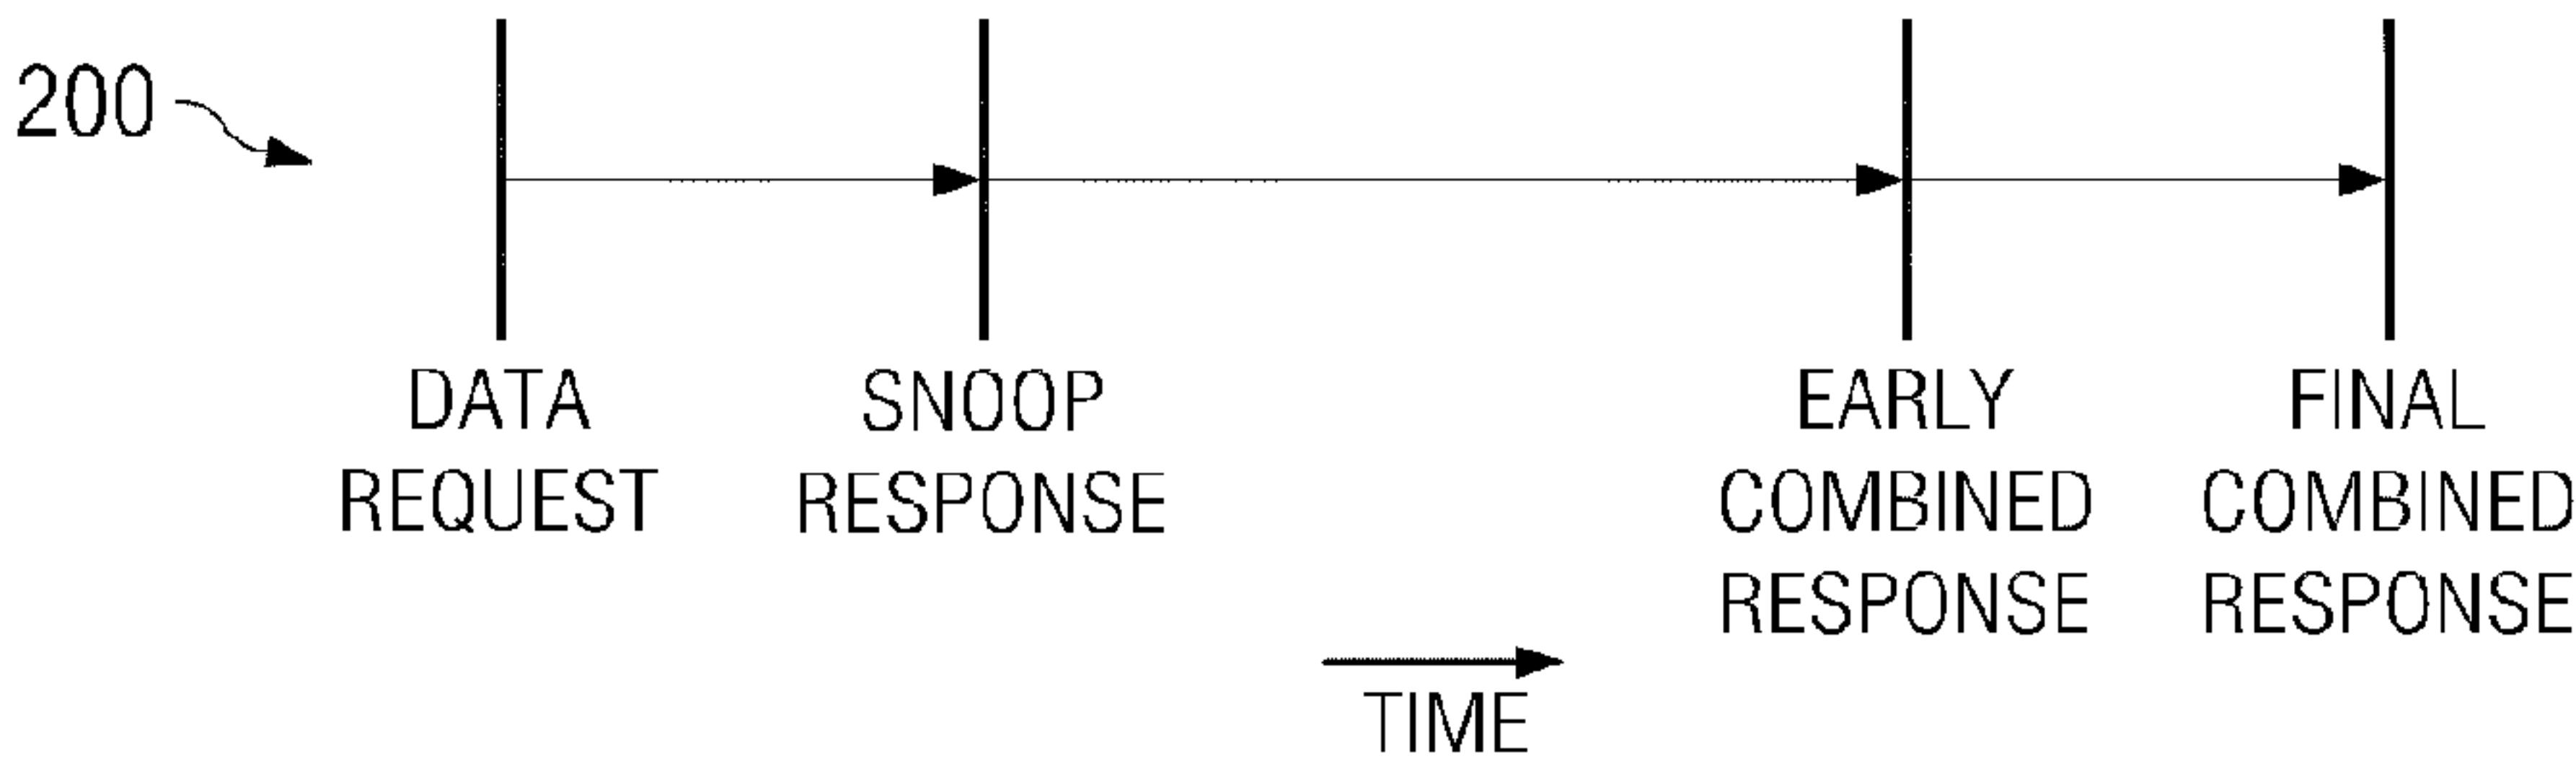 200
DATA
REQUEST
SNOOP
RESPONSE
EARLY
COMBINED
RESPONSE
FINAL
COMBINED
RESPONSE
TIME